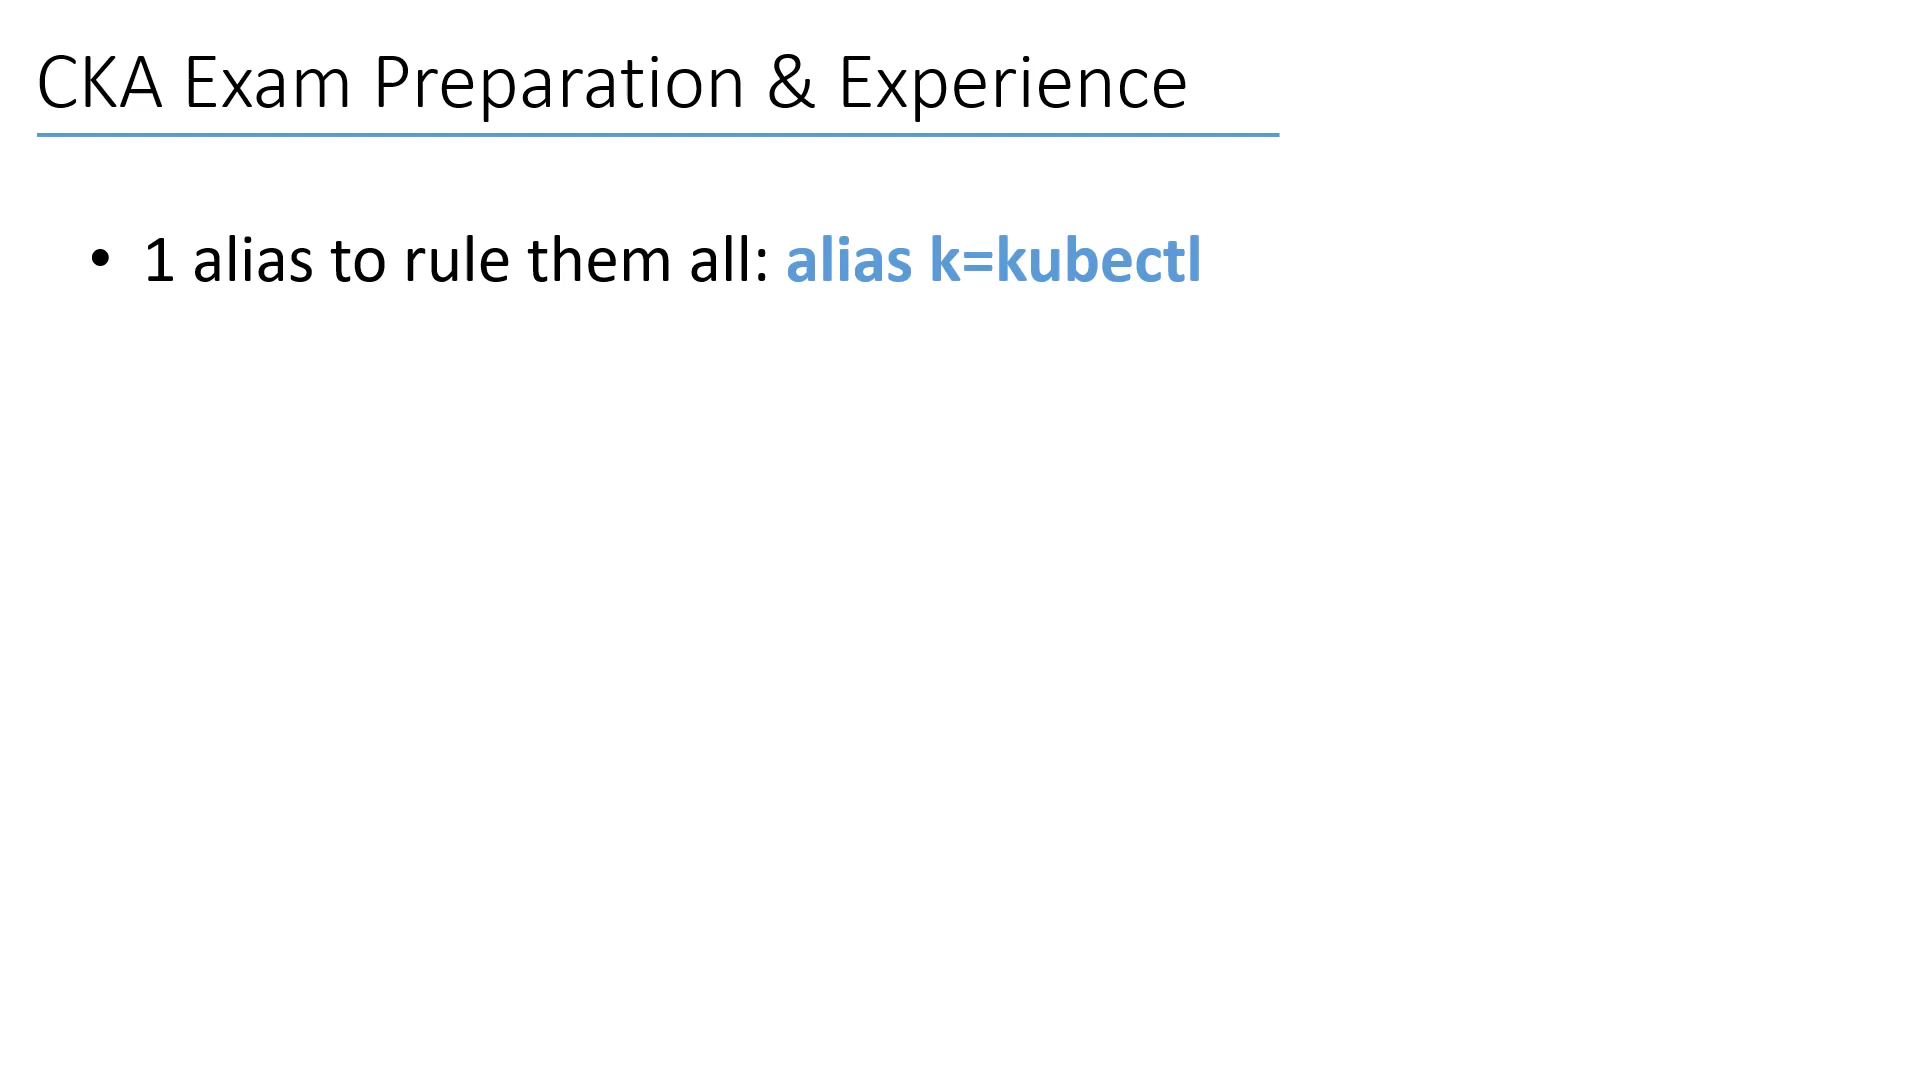 CKA Exam Preparation & Experience
• 1 alias to rule them all: alias k=kubectl